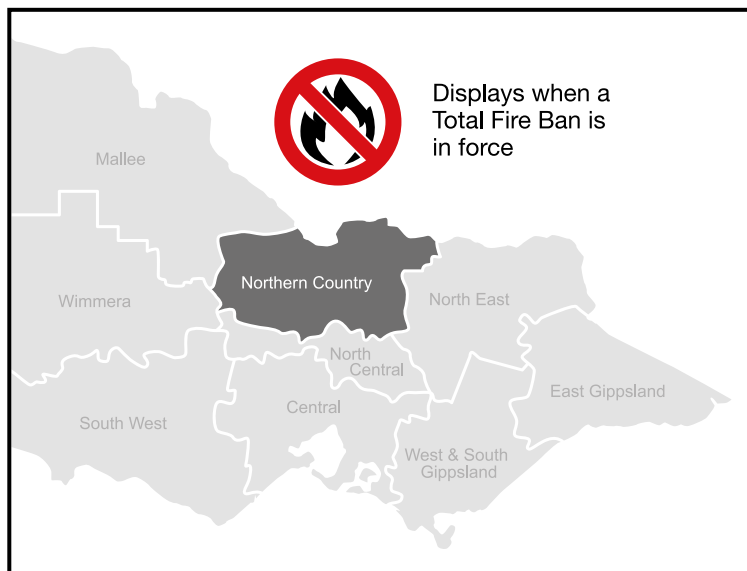 Displays when a
Total Fire Ban is
in force
Mallee
Northern Country
Wimmera
North East
North
Central
East Gippsland
Central
South West
West & South
Gippsland